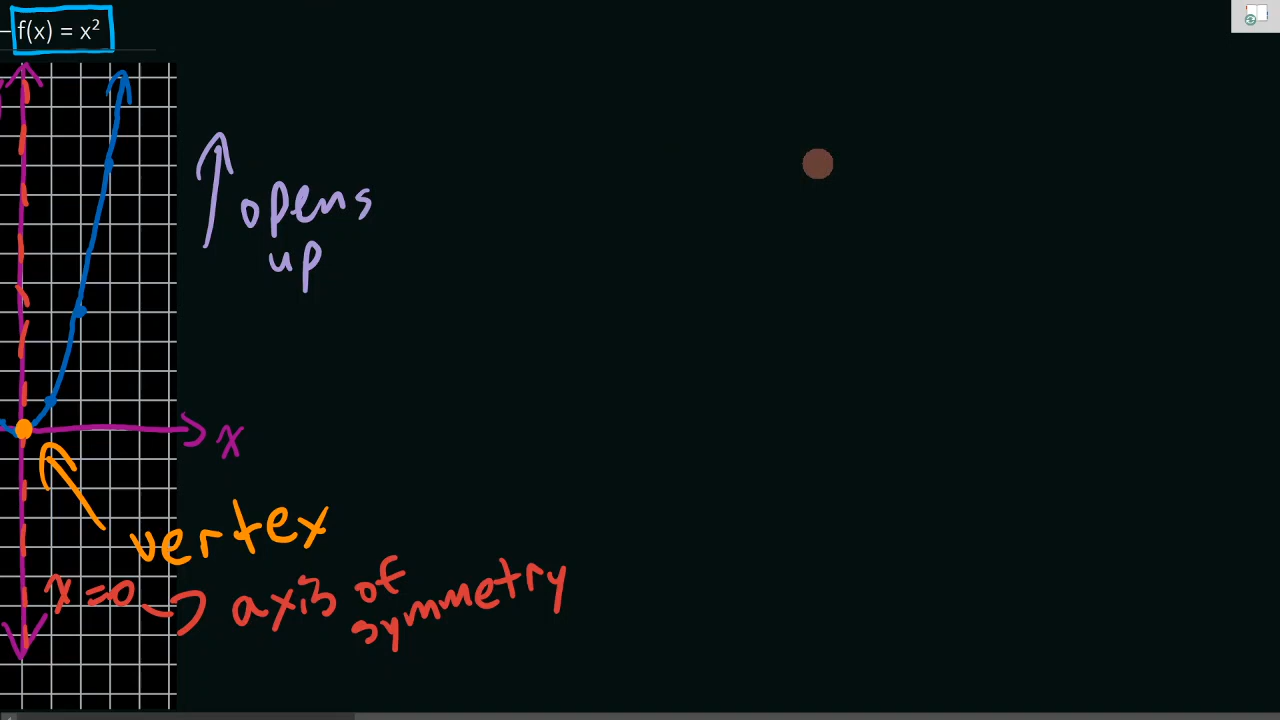 f(x) = x²
opens
up
x
vertex
x = 0 → axis of
symmetry